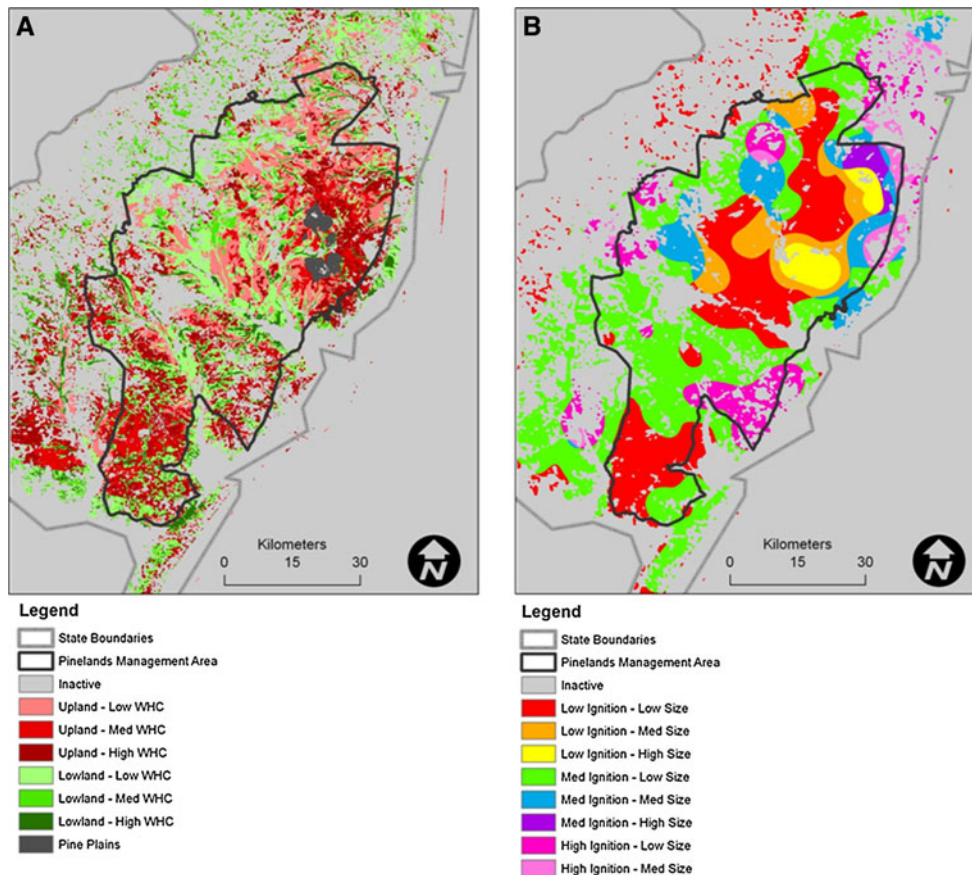 A
Kilometers
0 15 30
N
Legend
State Boundaries
Pinelands Management Area
Inactive
Upland - Low WHC
Upland - Med WHC
Upland - High WHC
Lowland - Low WHC
Lowland - Med WHC
Lowland - High WHC
Pine Plains
B
Kilometers
0 15 30
N
Legend
State Boundaries
Pinelands Management Area
Inactive
Low Ignition - Low Size
Low Ignition - Med Size
Low Ignition - High Size
Med Ignition - Low Size
Med Ignition - Med Size
Med Ignition - High Size
High Ignition - Low Size
High Ignition - Med Size